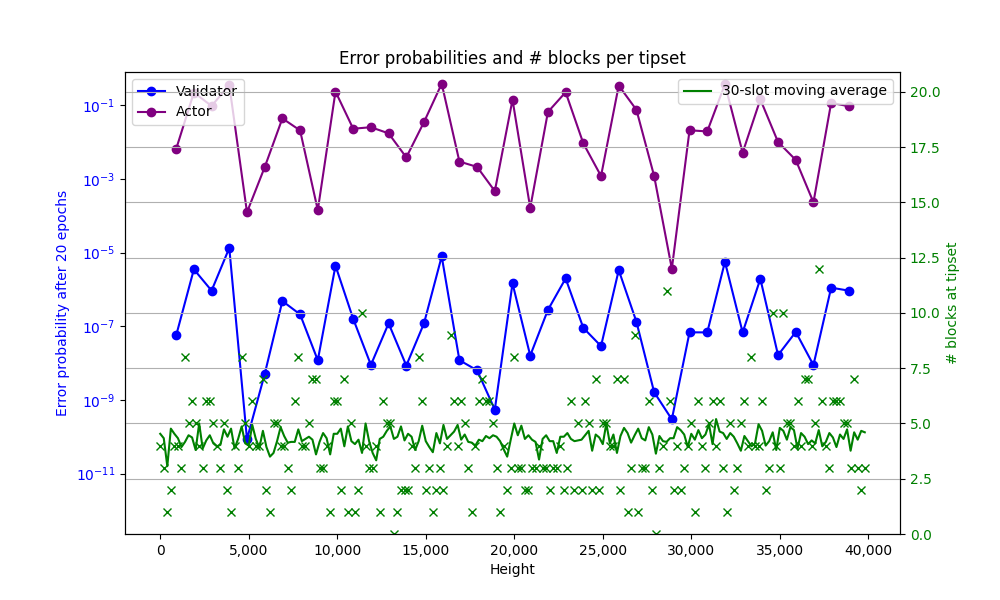 Error probabilities and # blocks per tipset
Validator
Actor
30-slot moving average
10⁻¹
10⁻³
10⁻⁵
10⁻⁷
10⁻⁹
10⁻¹¹
Error probability after 20 epochs
20.0
17.5
15.0
12.5
10.0
7.5
5.0
2.5
0.0
# blocks at tipset
0 5,000 10,000 15,000 20,000 25,000 30,000 35,000 40,000
Height